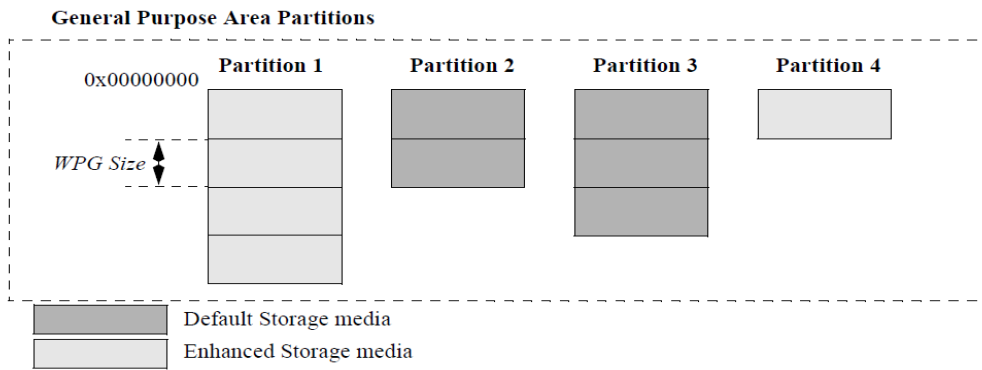 General Purpose Area Partitions
0x00000000
Partition 1 Partition 2 Partition 3 Partition 4
WPG Size
Default Storage media
Enhanced Storage media